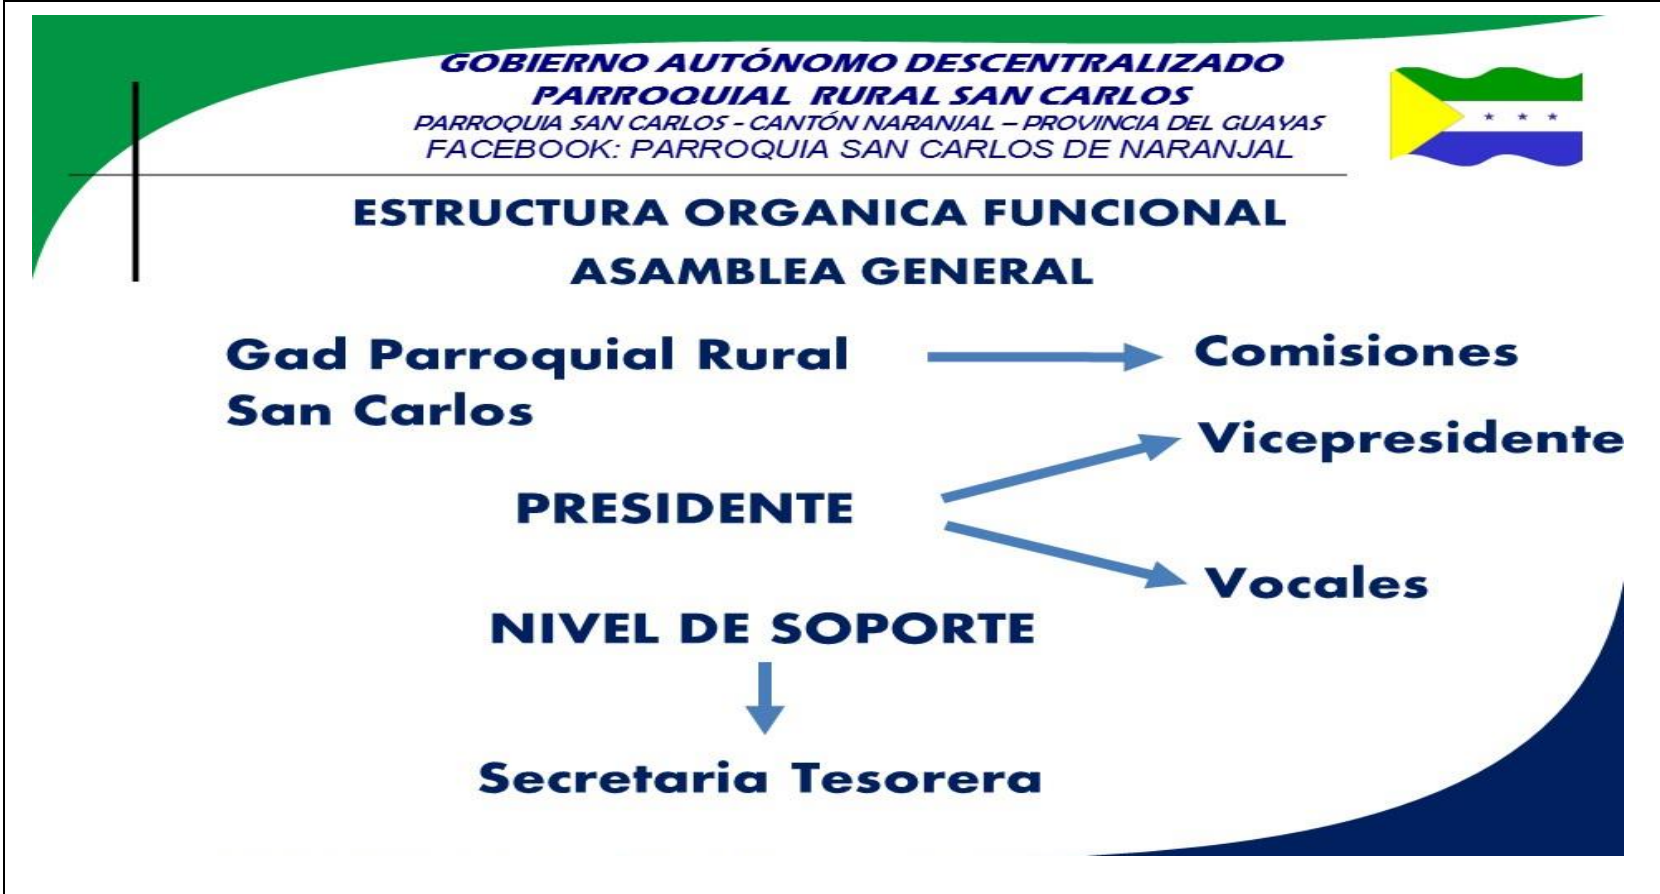 GOBIERNO AUTÓNOMO DESCENTRALIZADO
PARROQUIAL RURAL SAN CARLOS
PARROQUIA SAN CARLOS - CANTÓN NARANJAL – PROVINCIA DEL GUAYAS
FACEBOOK: PARROQUIA SAN CARLOS DE NARANJAL
ESTRUCTURA ORGANICA FUNCIONAL
ASAMBLEA GENERAL
Gad Parroquial Rural
San Carlos
Comisiones
Vicepresidente
PRESIDENTE
Vocales
NIVEL DE SOPORTE
Secretaria Tesorera